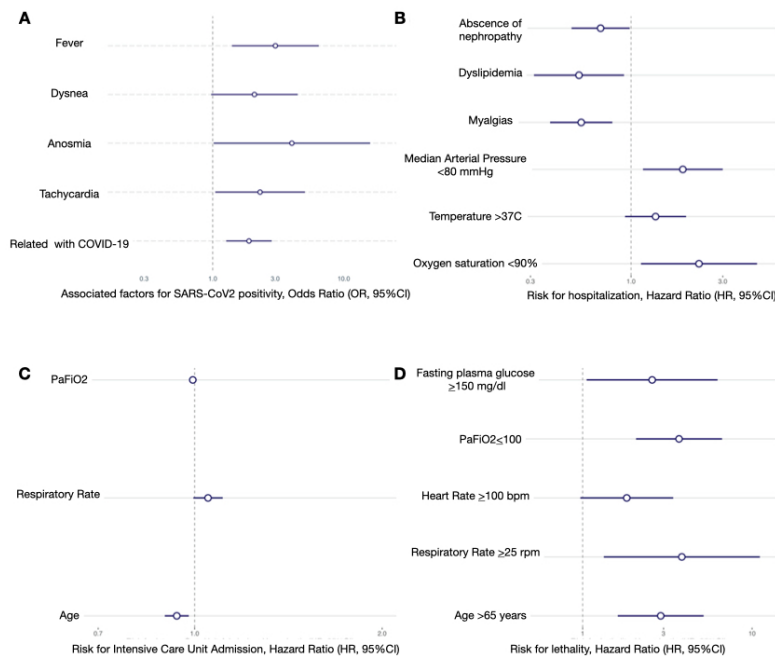 A
Fever
Dysnea
Anosmia
Tachycardia
Related with COVID-19
0.3 1.0 3.0 10.0
Associated factors for SARS-CoV2 positivity, Odds Ratio (OR, 95%CI)
B
Abscence of
nephropathy
Dyslipidemia
Myalgias
Median Arterial Pressure
<80 mmHg
Temperature >37C
Oxygen saturation <90%
0.3 1.0 3.0
Risk for hospitalization, Hazard Ratio (HR, 95%CI)
C
PaFiO2
Respiratory Rate
Age
0.7 1.0 2.0
Risk for Intensive Care Unit Admission, Hazard Ratio (HR, 95%CI)
D
Fasting plasma glucose
≥150 mg/dl
PaFiO2≤100
Heart Rate ≥100 bpm
Respiratory Rate ≥25 rpm
Age >65 years
1 3 10
Risk for lethality, Hazard Ratio (HR, 95%CI)